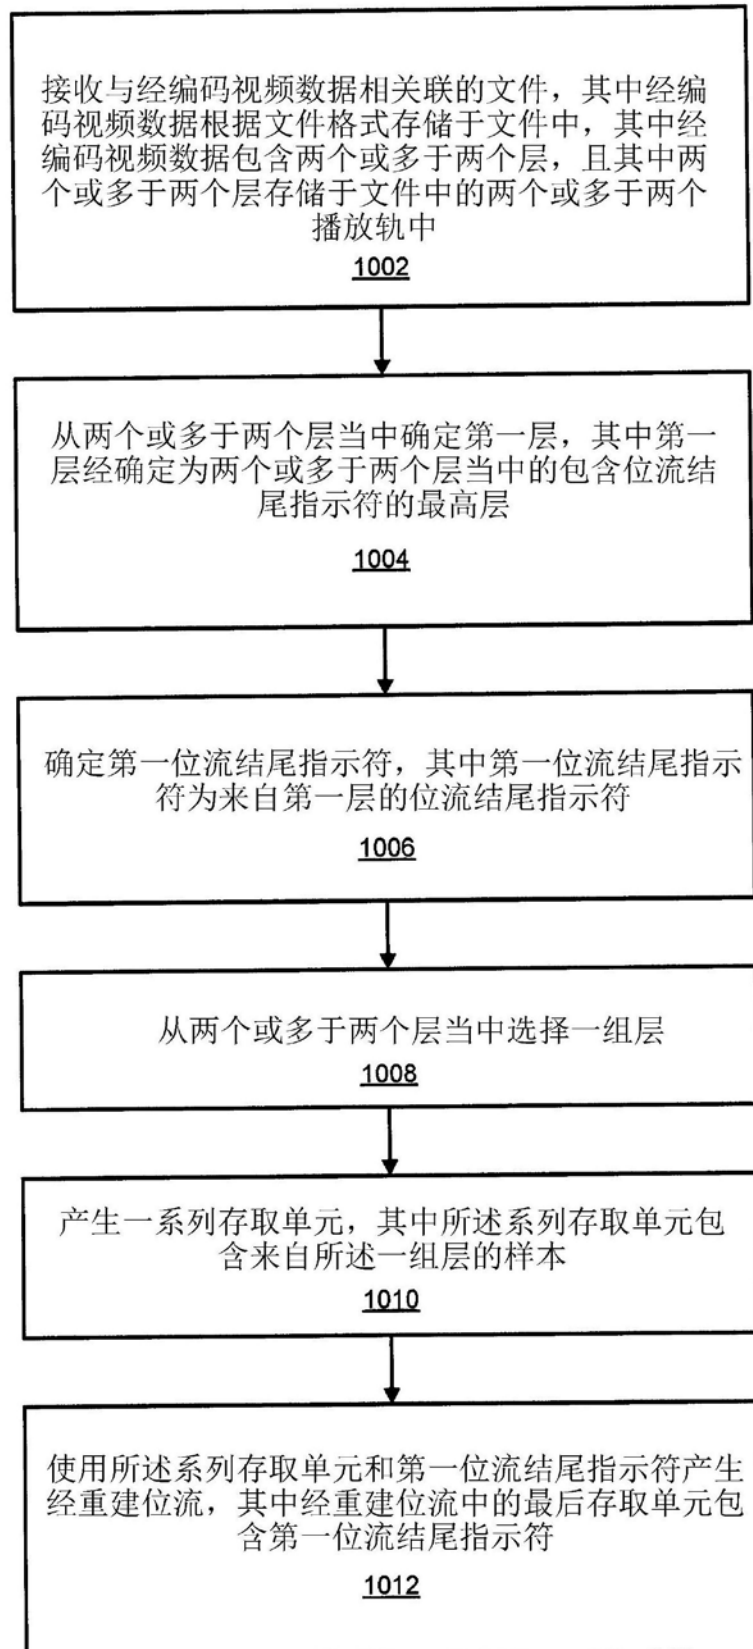 接收与经编码视频数据相关联的文件，其中经编
码视频数据根据文件格式存储于文件中，其中经
编码视频数据包含两个或多于两个层，且其中两
个或多于两个层存储于文件中的两个或多于两个
播放轨中
1002
从两个或多于两个层当中确定第一层，其中第一
层经确定为两个或多于两个层当中的包含位流结
尾指示符的最高层
1004
确定第一位流结尾指示符，其中第一位流结尾指示
符为来自第一层的位流结尾指示符
1006
从两个或多于两个层当中选择一组层
1008
产生一系列存取单元，其中所述系列存取单元包
含来自所述一组层的样本
1010
使用所述系列存取单元和第一位流结尾指示符产生
经重建位流，其中经重建位流中的最后存取单元包
含第一位流结尾指示符
1012